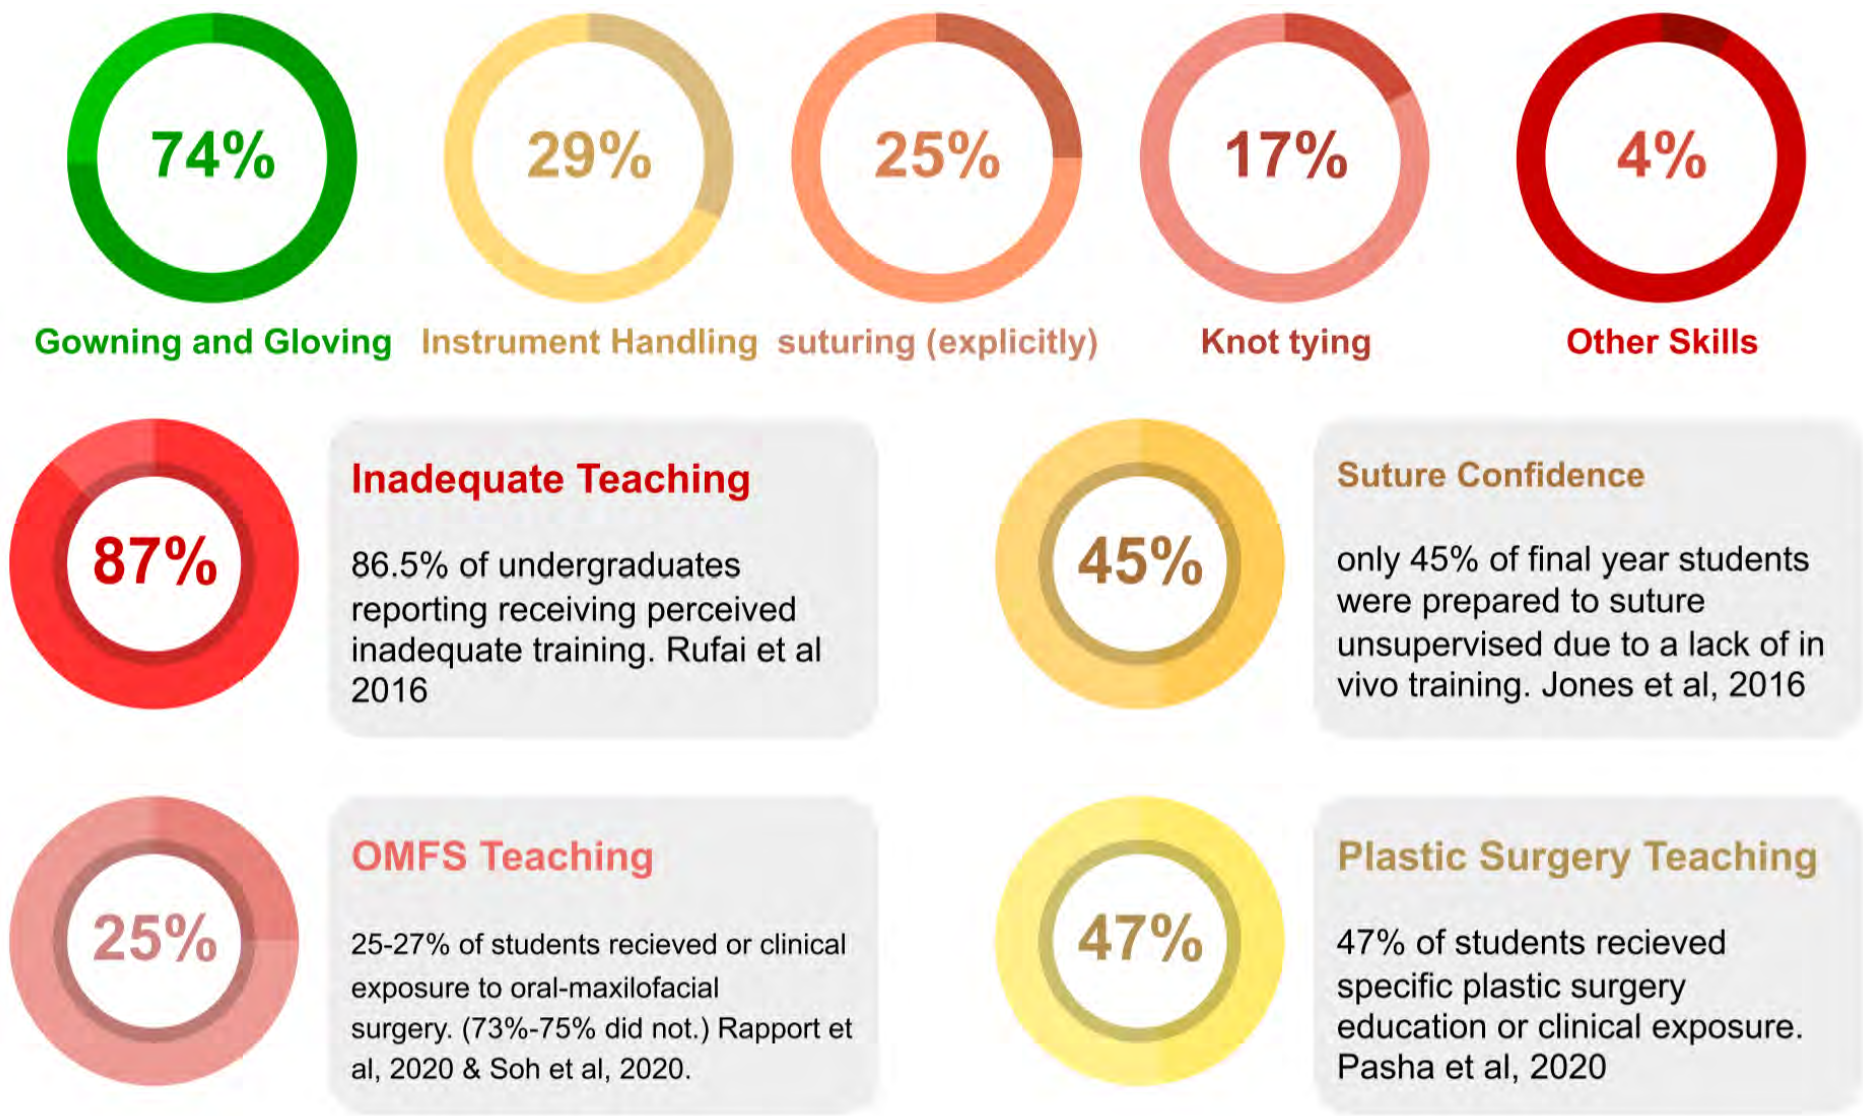 74%
29%
25%
17%
4%
Gowning and Gloving
Instrument Handling
suturing (explicitly)
Knot tying
Other Skills
87%
Inadequate Teaching
86.5% of undergraduates
reporting receiving perceived
inadequate training. Rufai et al
2016
45%
Suture Confidence
only 45% of final year students
were prepared to suture
unsupervised due to a lack of in
vivo training. Jones et al, 2016
25%
OMFS Teaching
25-27% of students recieved or clinical
exposure to oral-maxilofacial
surgery. (73%-75% did not.) Rapport et
al, 2020 & Soh et al, 2020.
47%
Plastic Surgery Teaching
47% of students recieved
specific plastic surgery
education or clinical exposure.
Pasha et al, 2020